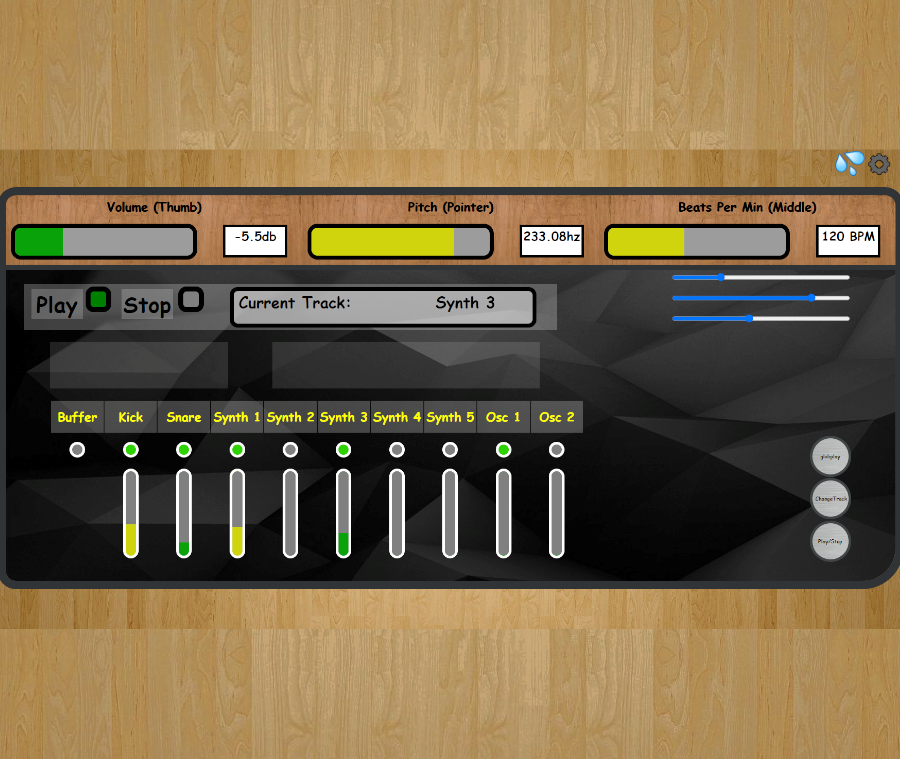 Volume (Thumb) Pitch (Pointer) Beats Per Min (Middle)
-5.5db 233.08hz 120 BPM
Play Stop Current Track: Synth 3
Buffer Kick Snare Synth 1 Synth 2 Synth 3 Synth 4 Synth 5 Osc 1 Osc 2
ChangeTrack
Play/Stop